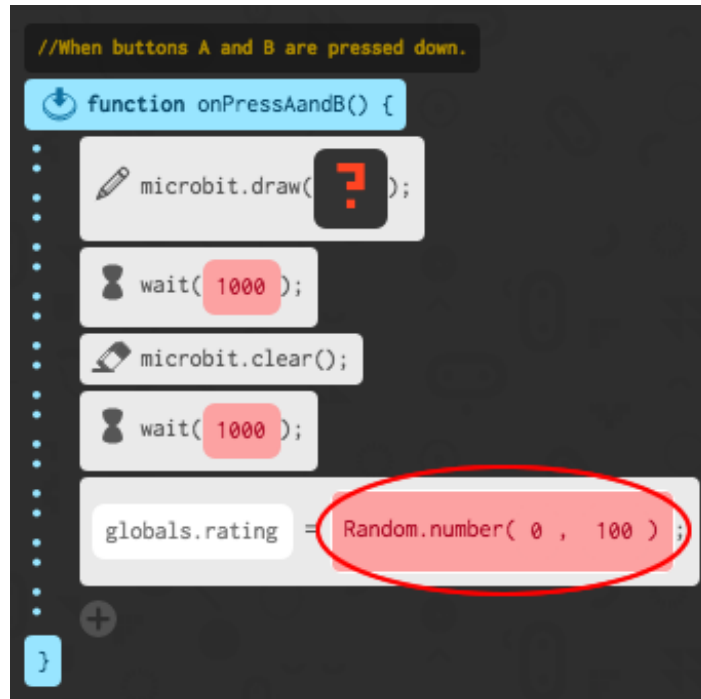 //When buttons A and B are pressed down.
function onPressAandB() {
microbit.draw(?);
wait( 1000 );
microbit.clear();
wait( 1000 );
globals.rating = Random.number( 0 , 100 ) ;
}